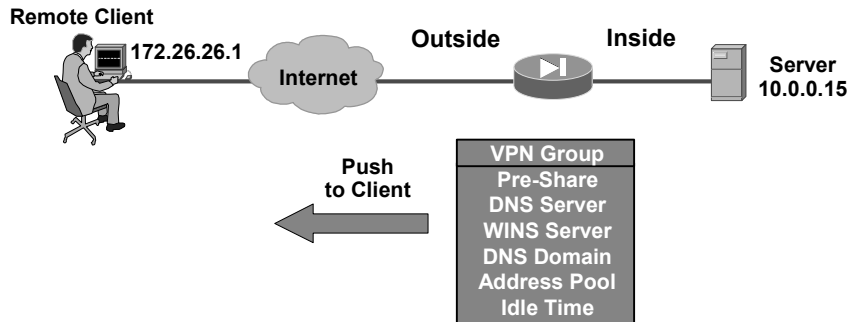 Remote Client
172.26.26.1
Internet
Outside
Inside
Server
10.0.0.15
Push
to Client
VPN Group
Pre-Share
DNS Server
WINS Server
DNS Domain
Address Pool
Idle Time